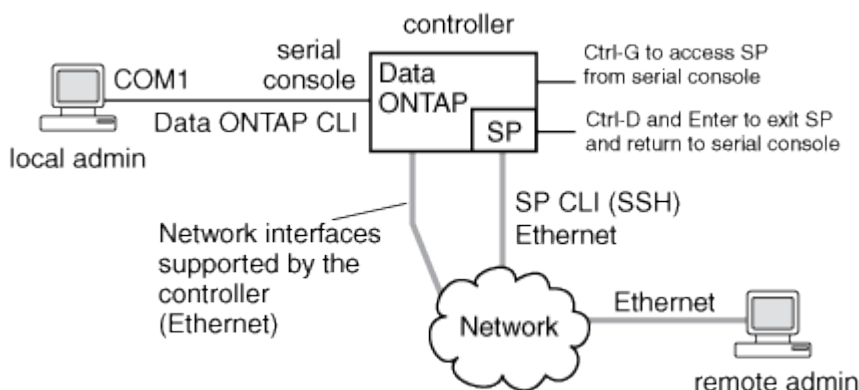 controller
serial
console
COM1
Data ONTAP CLI
local admin
Data
ONTAP
SP
Ctrl-G to access SP
from serial console
Ctrl-D and Enter to exit SP
and return to serial console
SP CLI (SSH)
Ethernet
Network interfaces
supported by the
controller
(Ethernet)
Network
Ethernet
remote admin